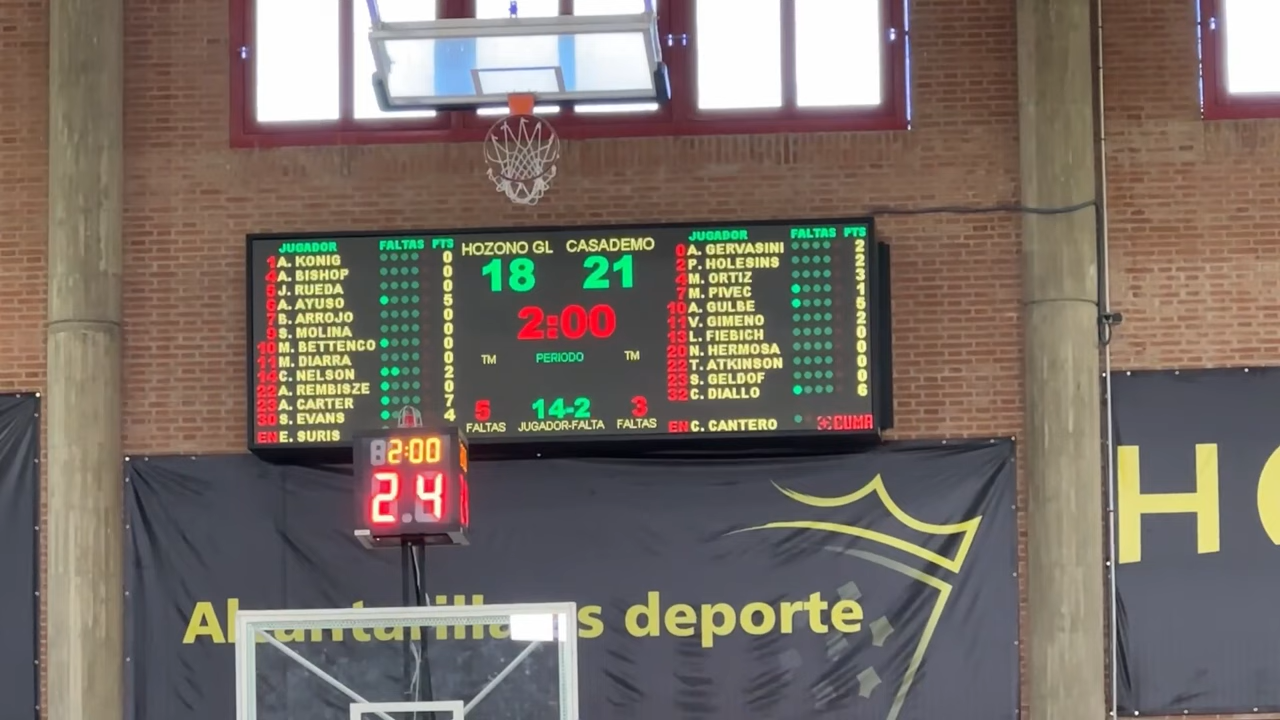 JUGADOR FALTAS PTS
1 A. KONIG 0
4 A. BISHOP 0
5 J. RUEDA 0
6 A. AYUSO 5
7 B. ARROJO 0
9 S. MOLINA 0
10 M. BETTENCO 0
11 M. DIARRA 0
14 C. NELSON 2
22 A. REMBISZE 0
23 A. CARTER 7
30 S. EVANS 4
EN E. SURIS
HOZONO GL CASADEMO
18 21
2:00
TM PERIODO TM
5 14-2 3
FALTAS JUGADOR-FALTA FALTAS
JUGADOR FALTAS PTS
0 A. GERVASINI 2
2 P. HOLESINS 2
4 M. ORTIZ 3
7 M. PIVEC 1
10 A. GULBE 5
11 V. GIMENO 2
13 L. FIEBICH 0
20 N. HERMOSA 0
22 T. ATKINSON 0
23 S. GELDOF 0
32 C. DIALLO 6
EN C. CANTERO
CUMA
2:00
24
Alcantarilla es deporte
H